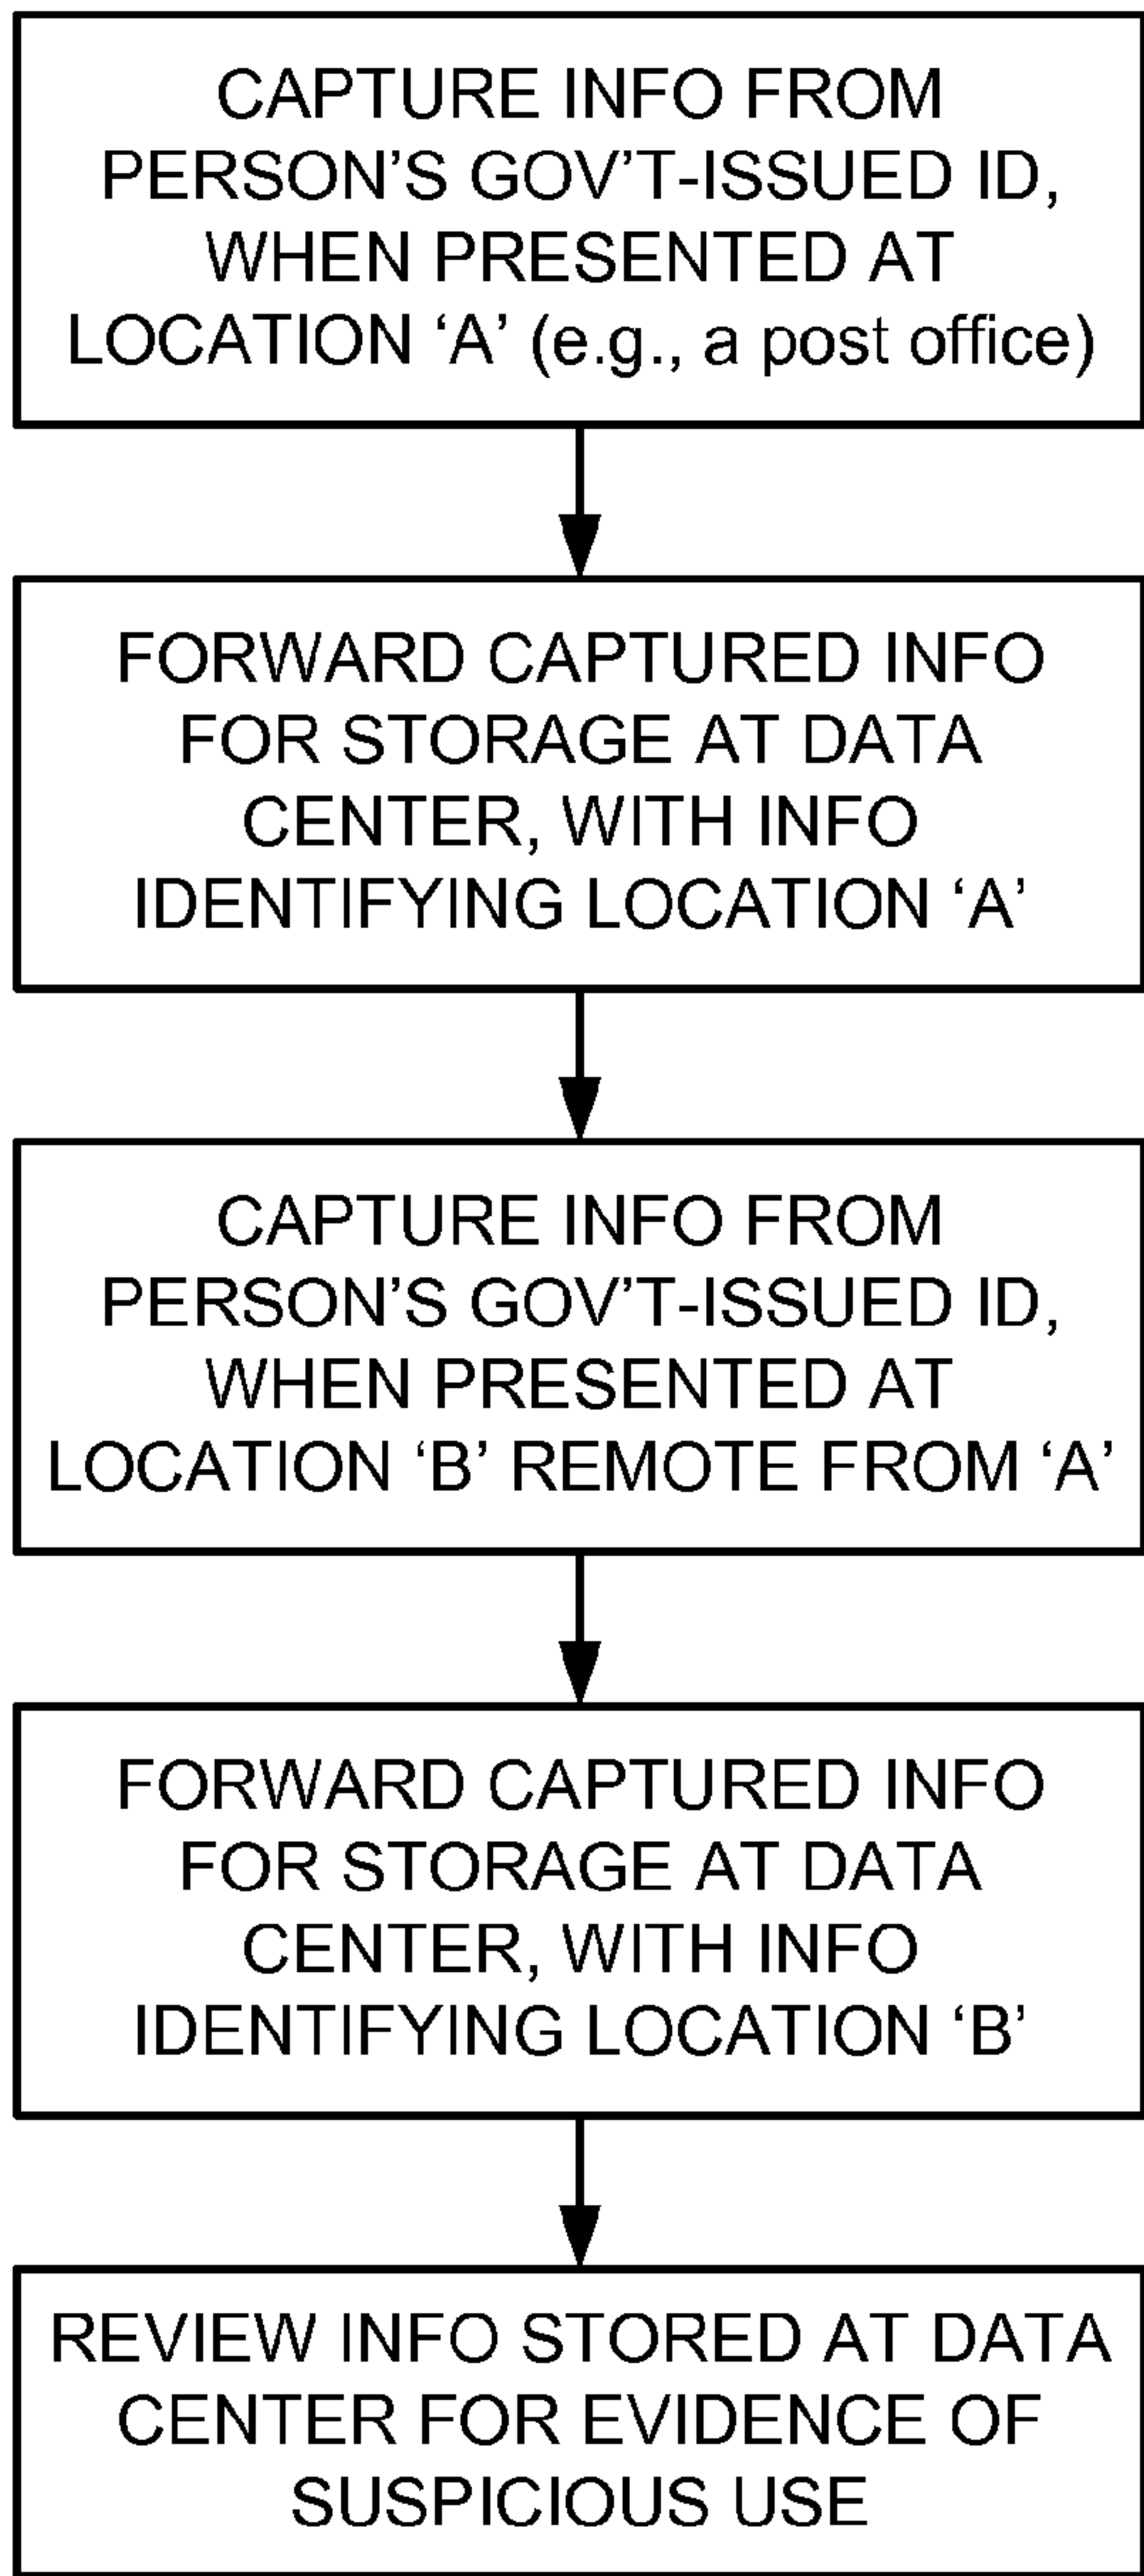 CAPTURE INFO FROM
PERSON’S GOV’T-ISSUED ID,
WHEN PRESENTED AT
LOCATION ‘A’ (e.g., a post office)
FORWARD CAPTURED INFO
FOR STORAGE AT DATA
CENTER, WITH INFO
IDENTIFYING LOCATION ‘A’
CAPTURE INFO FROM
PERSON’S GOV’T-ISSUED ID,
WHEN PRESENTED AT
LOCATION ‘B’ REMOTE FROM ‘A’
FORWARD CAPTURED INFO
FOR STORAGE AT DATA
CENTER, WITH INFO
IDENTIFYING LOCATION ‘B’
REVIEW INFO STORED AT DATA
CENTER FOR EVIDENCE OF
SUSPICIOUS USE